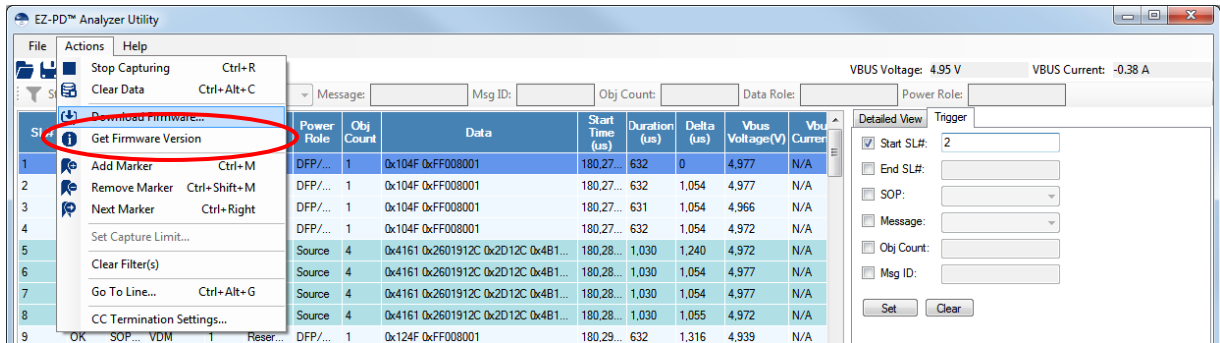 EZ-PD™ Analyzer Utility
File Actions Help
Stop Capturing Ctrl+R
Clear Data Ctrl+Alt+C
Download Firmware...
Get Firmware Version
Add Marker Ctrl+M
Remove Marker Ctrl+Shift+M
Next Marker Ctrl+Right
Set Capture Limit...
Clear Filter(s)
Go To Line... Ctrl+Alt+G
CC Termination Settings...
VBUS Voltage: 4.95 V VBUS Current: -0.38 A
Message: Msg ID: Obj Count: Data Role: Power Role:
Sl# Power Role Obj Count Data Start Time (us) Duration (us) Delta (us) Vbus Voltage(V)
1 DFP/... 1 0x104F 0xFF008001 180,27... 632 0 4,977 N/A
2 DFP/... 1 0x104F 0xFF008001 180,27... 632 1,054 4,977 N/A
3 DFP/... 1 0x104F 0xFF008001 180,27... 631 1,054 4,966 N/A
4 DFP/... 1 0x104F 0xFF008001 180,27... 632 1,054 4,972 N/A
5 Source 4 0x4161 0x2601912C 0x2D12C 0x4B1... 180,28... 1,030 1,240 4,972 N/A
6 Source 4 0x4161 0x2601912C 0x2D12C 0x4B1... 180,28... 1,030 1,054 4,977 N/A
7 Source 4 0x4161 0x2601912C 0x2D12C 0x4B1... 180,28... 1,030 1,054 4,977 N/A
8 Source 4 0x4161 0x2601912C 0x2D12C 0x4B1... 180,28... 1,030 1,055 4,972 N/A
9 OK SOP... VDM 1 Reser... DFP/... 1 0x124F 0xFF008001 180,29... 632 1,316 4,939 N/A
Detailed View Trigger
Start SL#: 2
End SL#:
SOP:
Message:
Obj Count:
Msg ID:
Set Clear